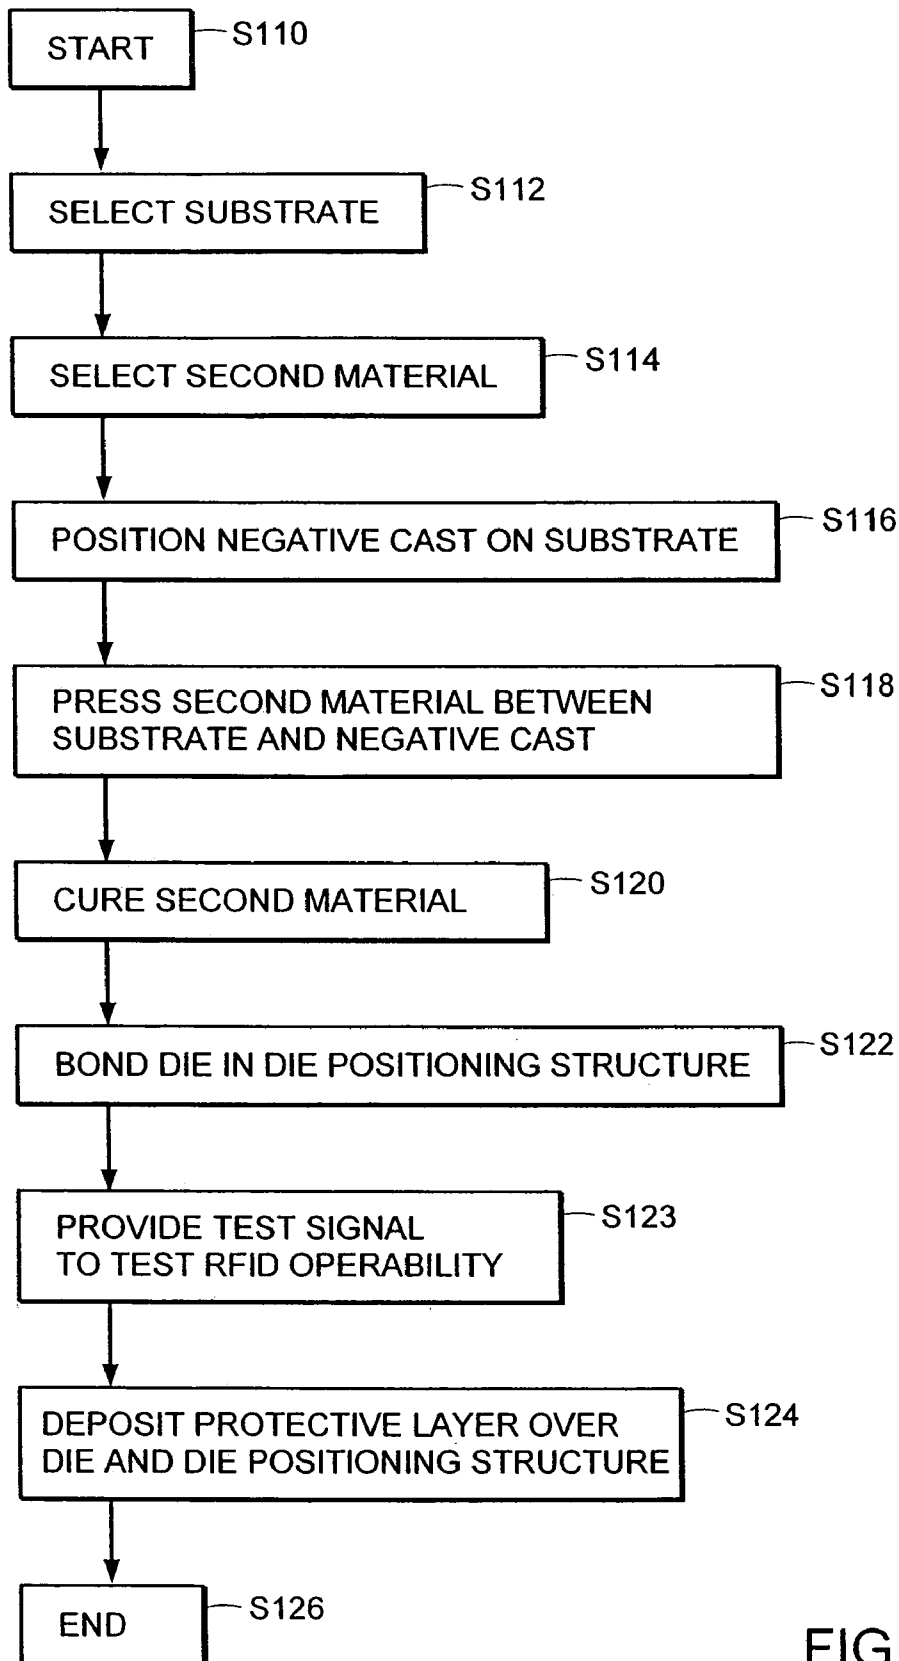 START
S110
SELECT SUBSTRATE
S112
SELECT SECOND MATERIAL
S114
POSITION NEGATIVE CAST ON SUBSTRATE
S116
PRESS SECOND MATERIAL BETWEEN
SUBSTRATE AND NEGATIVE CAST
S118
CURE SECOND MATERIAL
S120
BOND DIE IN DIE POSITIONING STRUCTURE
S122
PROVIDE TEST SIGNAL
TO TEST RFID OPERABILITY
S123
DEPOSIT PROTECTIVE LAYER OVER
DIE AND DIE POSITIONING STRUCTURE
S124
END
S126
FIG